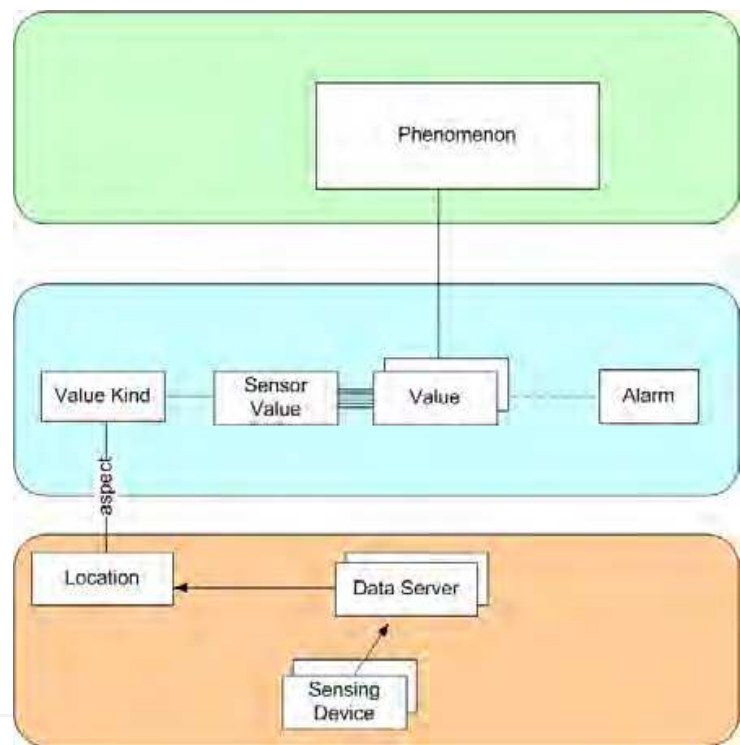 Phenomenon
Value Kind
Sensor
Value
Value
Alarm
aspect
Location
Data Server
Sensing
Device